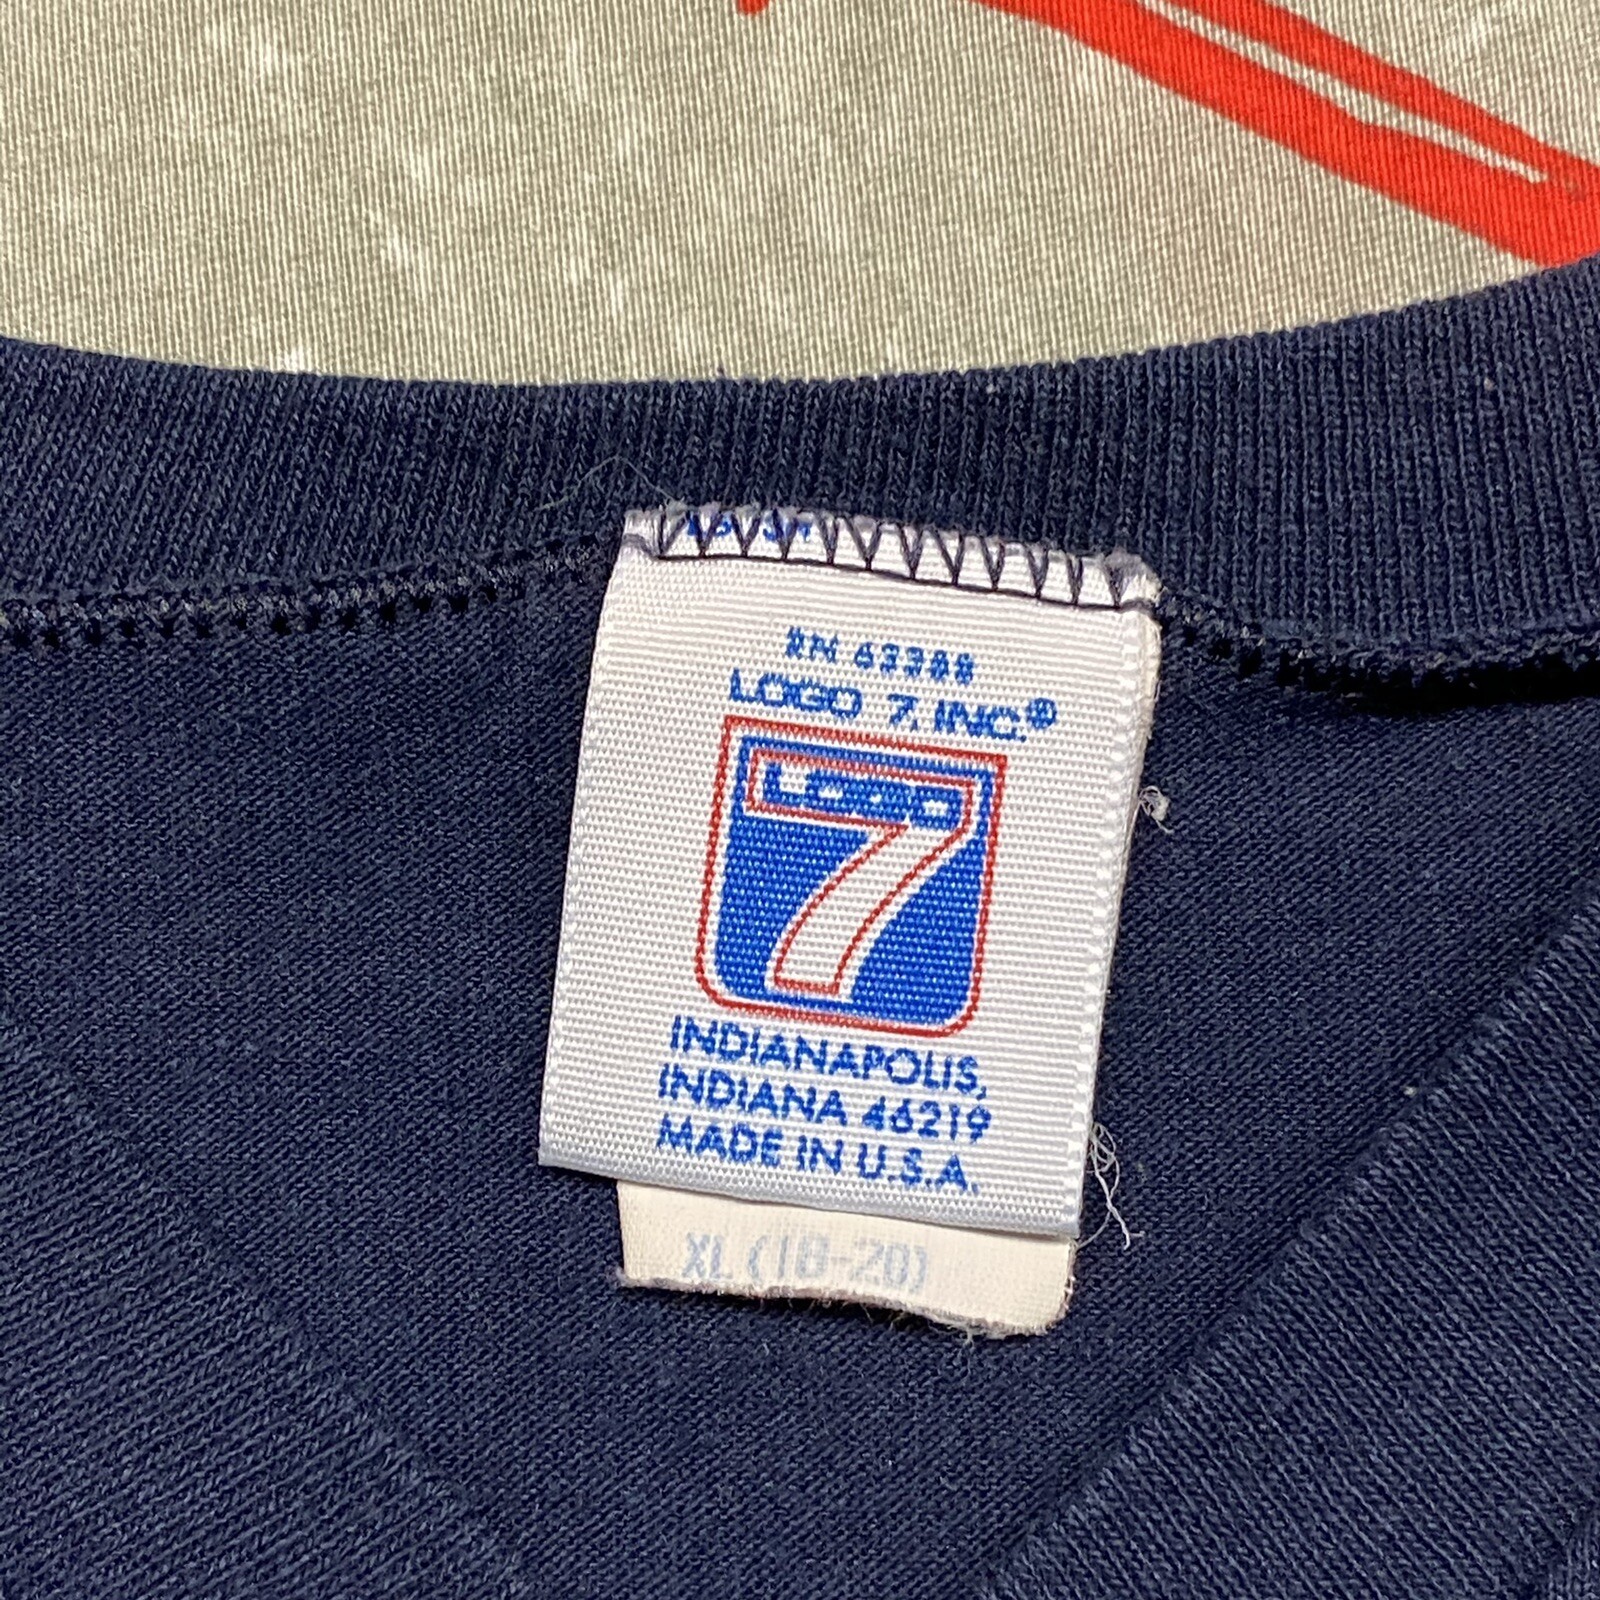 RN 63388
LOGO 7, INC.®
LOGO
7
INDIANAPOLIS,
INDIANA 46219
MADE IN U.S.A.
XL (18-20)